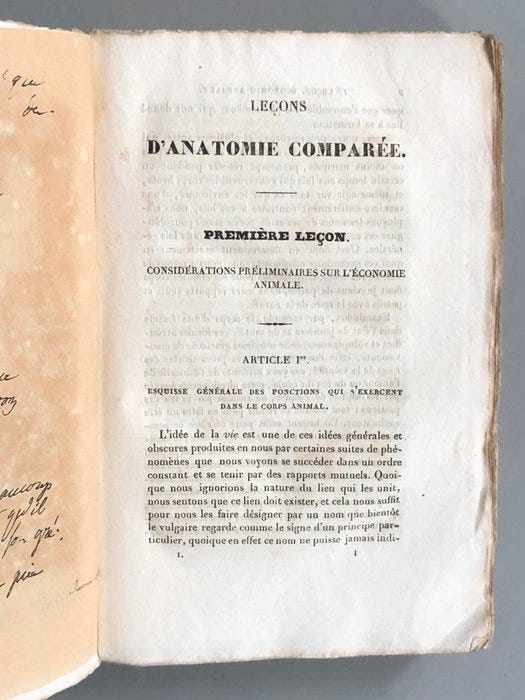 que
LEÇONS
D'ANATOMIE COMPARÉE.
PREMIÈRE LEÇON.
CONSIDÉRATIONS PRÉLIMINAIRES SUR L'ÉCONOMIE
ANIMALE.
ARTICLE Ier.
ESQUISSE GÉNÉRALE DES FONCTIONS QUI S'EXERCENT
DANS LE CORPS ANIMAL.
L'idée de la vie est une de ces idées générales et
obscures produites en nous par certaines suites de phé-
nomènes que nous voyons se succéder dans un ordre
constant et se tenir par des rapports mutuels. Quoi-
que nous ignorions la nature du lien qui les unit,
nous sentons que ce lien doit exister, et cela nous suffit
pour nous les faire désigner par un nom que bientôt
le vulgaire regarde comme le signe d'un principe par-
ticulier, quoique en effet ce nom ne puisse jamais indi-
1. 1
qu'il